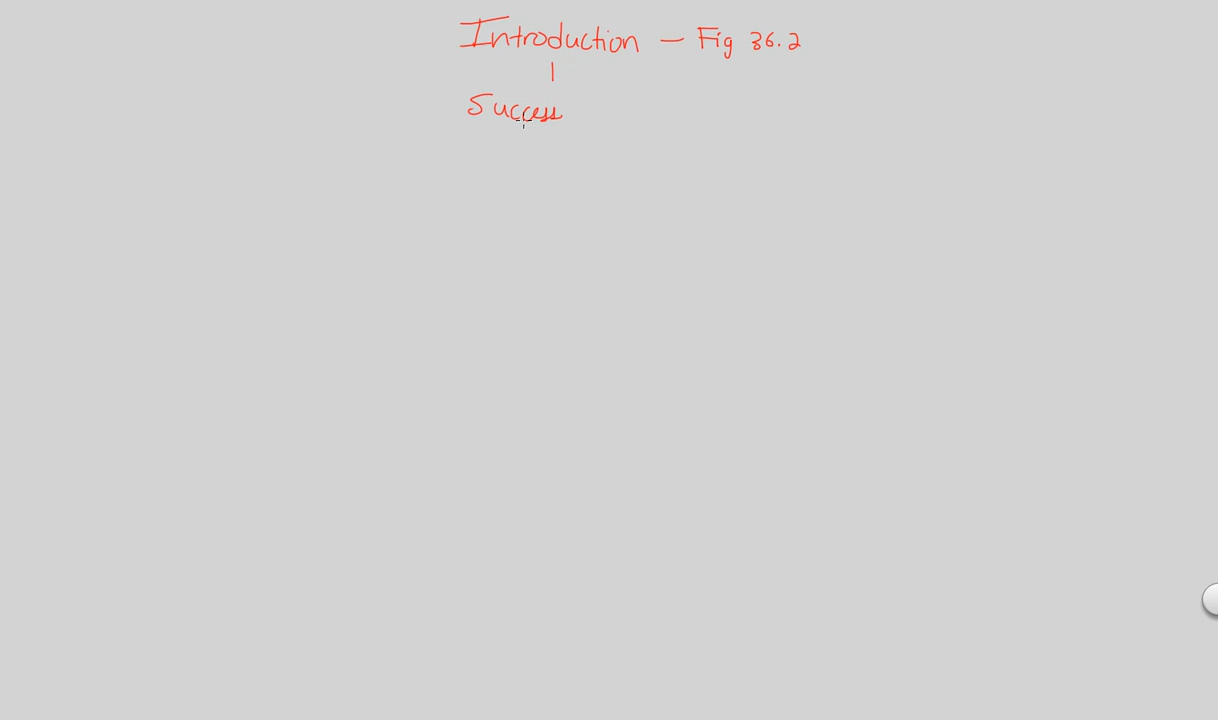 Introduction – Fig 36.2
Success